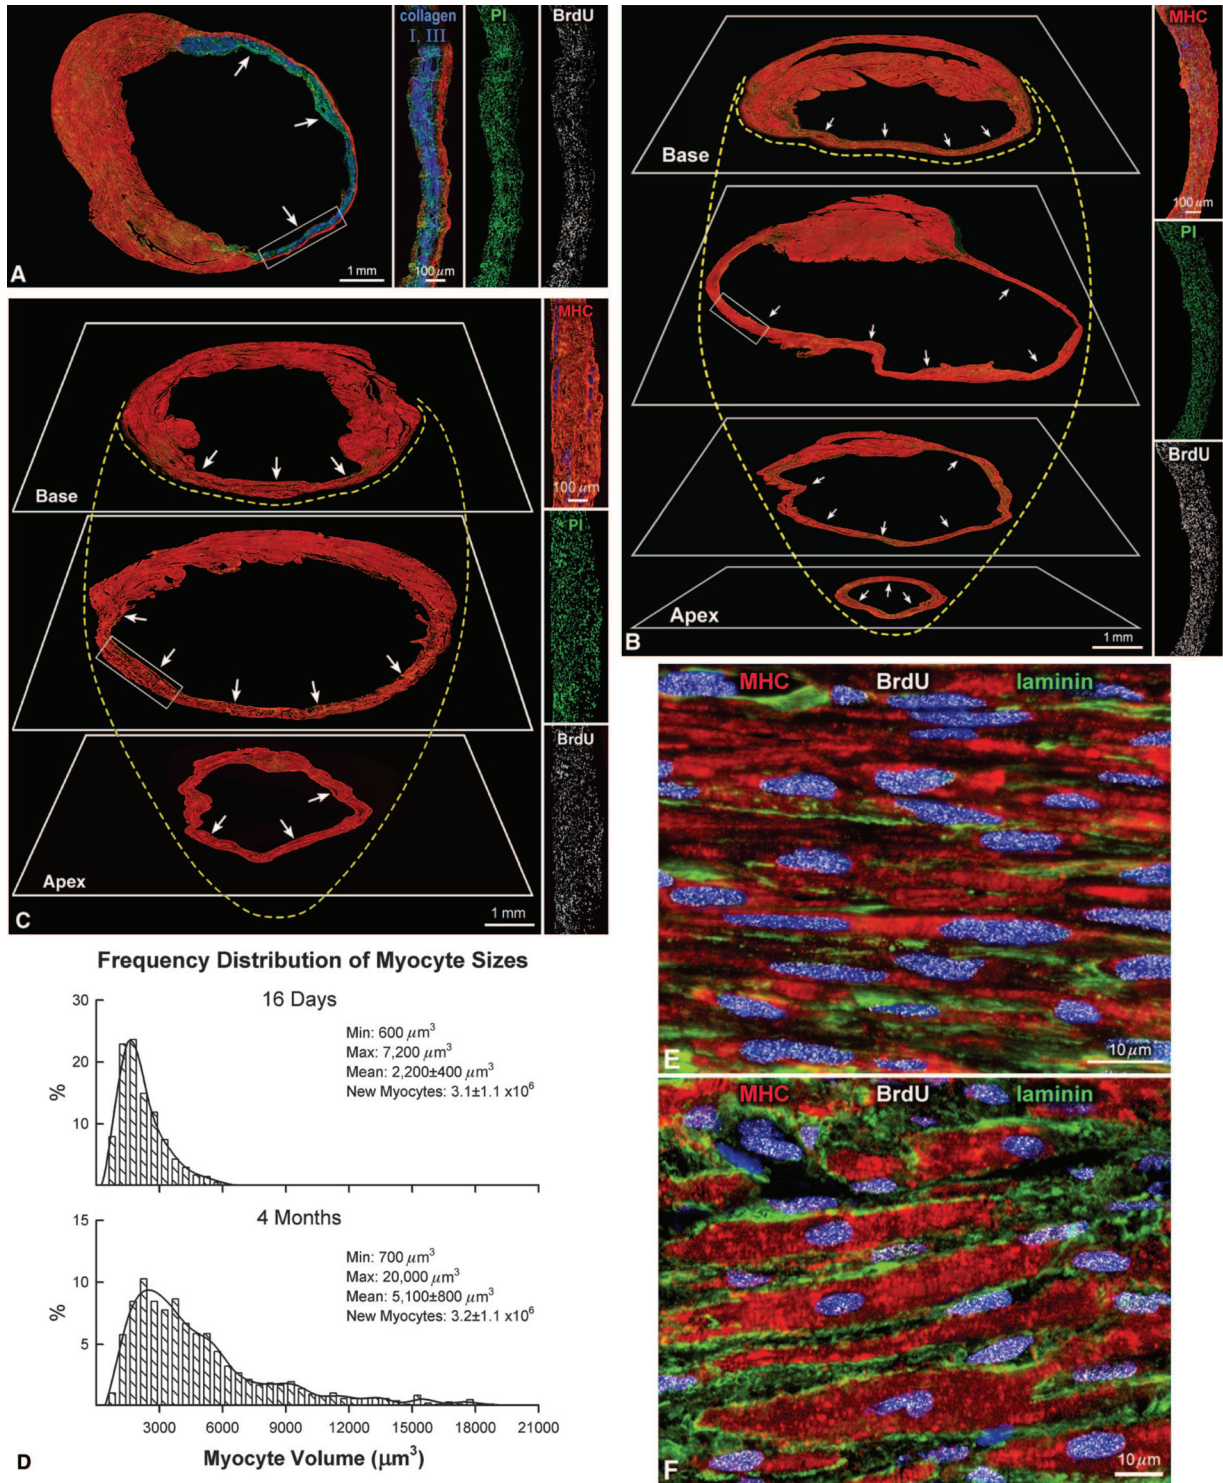 collagen
I, III
PI
BrdU
A
1 mm
100 μm
MHC
100 μm
PI
BrdU
Base
Apex
B
1 mm
MHC
100 μm
PI
BrdU
Base
Apex
C
1 mm
Frequency Distribution of Myocyte Sizes
16 Days
Min: 600 μm³
Max: 7,200 μm³
Mean: 2,200±400 μm³
New Myocytes: 3.1±1.1 x10⁶
%
30
20
10
4 Months
Min: 700 μm³
Max: 20,000 μm³
Mean: 5,100±800 μm³
New Myocytes: 3.2±1.1 x10⁶
%
15
10
5
3000 6000 9000 12000 15000 18000 21000
Myocyte Volume (μm³)
D
MHC BrdU laminin
E
10 μm
MHC BrdU laminin
F
10 μm